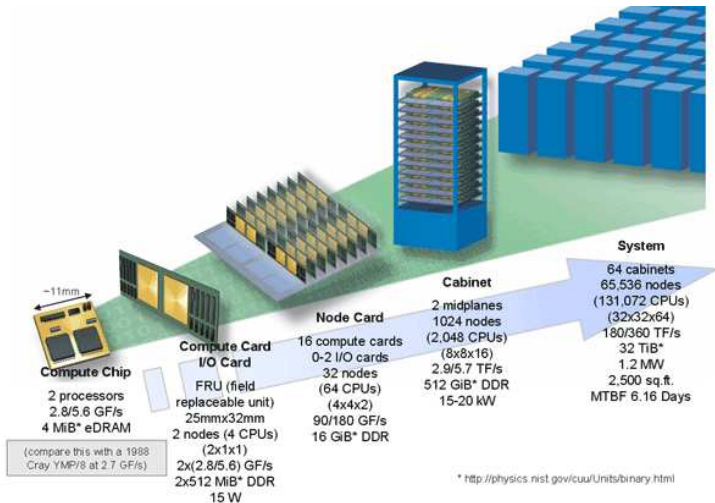 ~11mm
Compute Chip
2 processors
2.8/5.6 GF/s
4 MiB* eDRAM
(compare this with a 1988
Cray YMP/8 at 2.7 GF/s)
Compute Card
I/O Card
FRU (field
replaceable unit)
25mmx32mm
2 nodes (4 CPUs)
(2x1x1)
2x(2.8/5.6) GF/s
2x512 MiB* DDR
15 W
Node Card
16 compute cards
0-2 I/O cards
32 nodes
(64 CPUs)
(4x4x2)
90/180 GF/s
16 GiB* DDR
Cabinet
2 midplanes
1024 nodes
(2,048 CPUs)
(8x8x16)
2.9/5.7 TF/s
512 GiB* DDR
15-20 kW
System
64 cabinets
65,536 nodes
(131,072 CPUs)
(32x32x64)
180/360 TF/s
32 TiB*
1.2 MW
2,500 sq.ft.
MTBF 6.16 Days
* http://physics.nist.gov/cuu/Units/binary.html